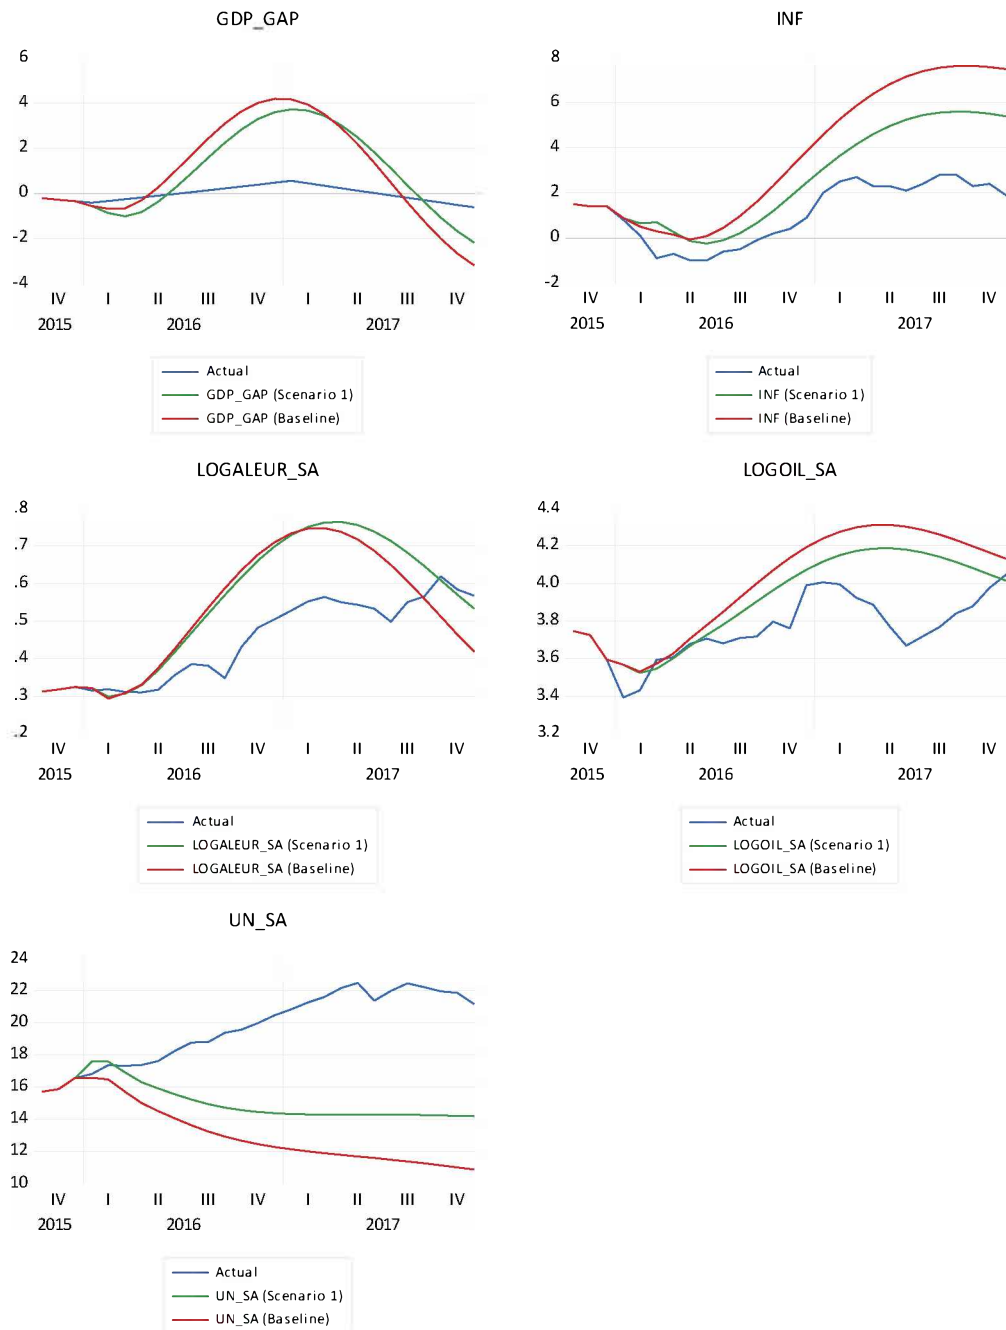 GDP_GAP
6
4
2
0
-2
-4
IV I II III IV I II III IV
2015 2016 2017
Actual
GDP_GAP (Scenario 1)
GDP_GAP (Baseline)
INF
8
6
4
2
0
-2
IV I II III IV I II III IV
2015 2016 2017
Actual
INF (Scenario 1)
INF (Baseline)
LOGALEUR_SA
.8
.7
.6
.5
.4
.3
.2
IV I II III IV I II III IV
2015 2016 2017
Actual
LOGALEUR_SA (Scenario 1)
LOGALEUR_SA (Baseline)
LOGOIL_SA
4.4
4.2
4.0
3.8
3.6
3.4
3.2
IV I II III IV I II III IV
2015 2016 2017
Actual
LOGOIL_SA (Scenario 1)
LOGOIL_SA (Baseline)
UN_SA
24
22
20
18
16
14
12
10
IV I II III IV I II III IV
2015 2016 2017
Actual
UN_SA (Scenario 1)
UN_SA (Baseline)